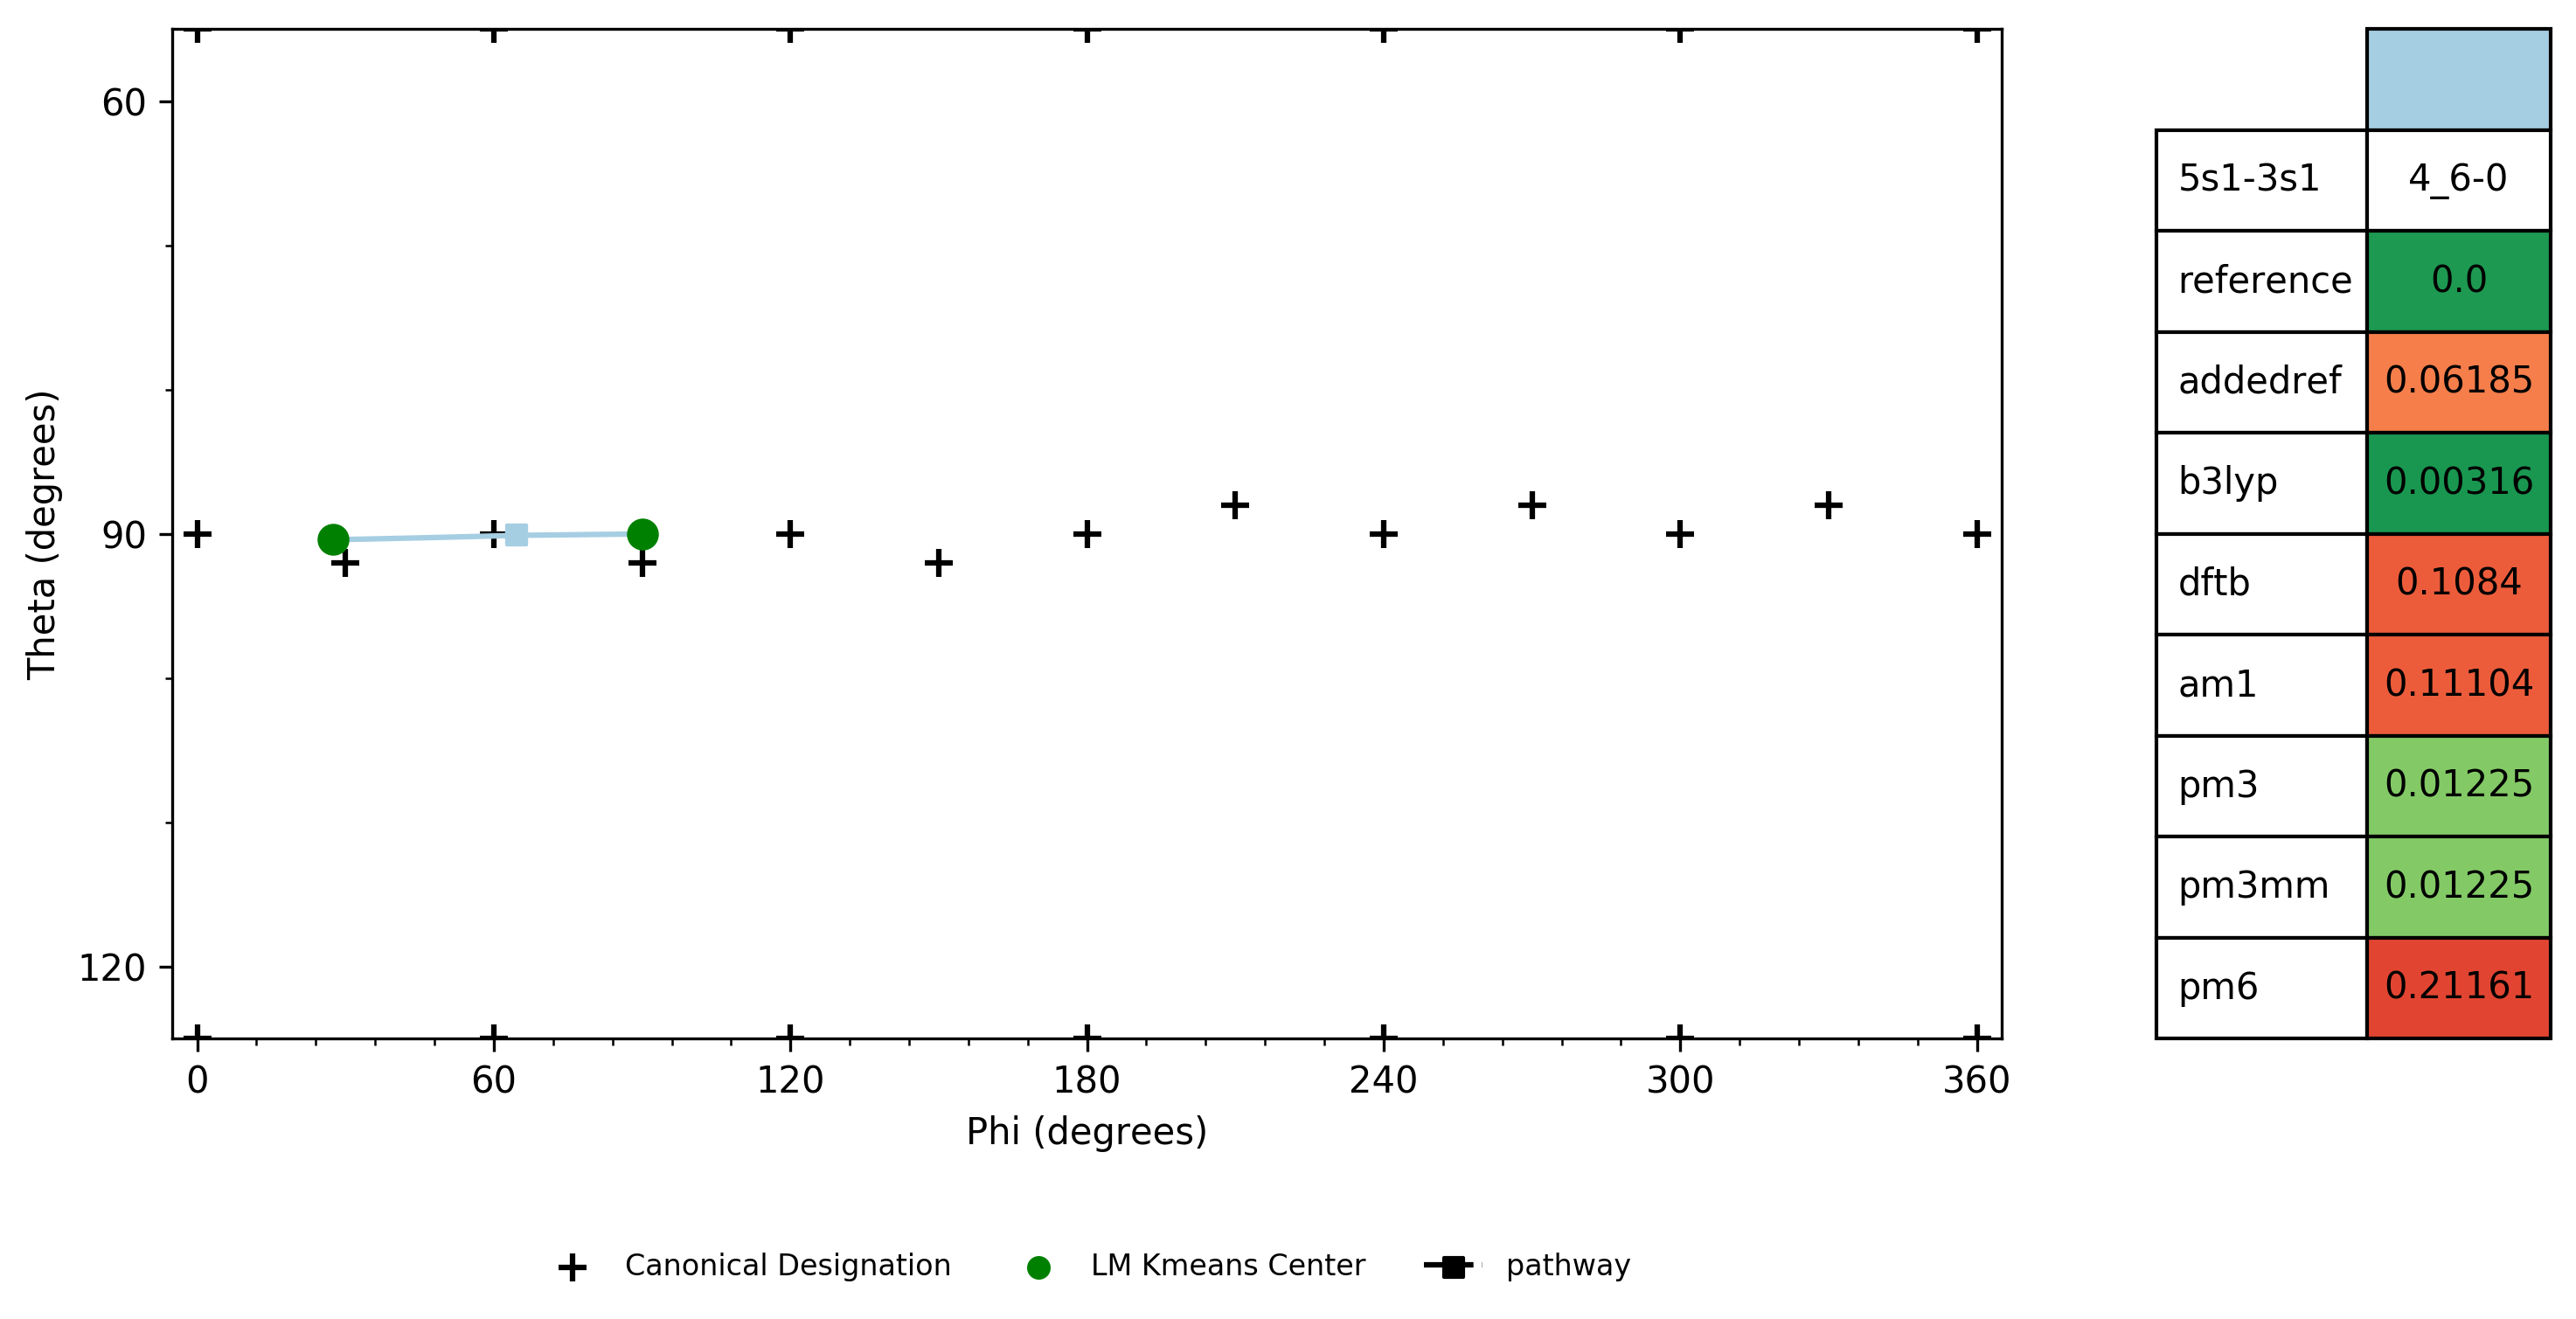 60
90
120
Theta (degrees)
0 60 120 180 240 300 360
Phi (degrees)
Canonical Designation LM Kmeans Center pathway
5s1-3s1 4_6-0
reference 0.0
addedref 0.06185
b3lyp 0.00316
dftb 0.1084
am1 0.11104
pm3 0.01225
pm3mm 0.01225
pm6 0.21161